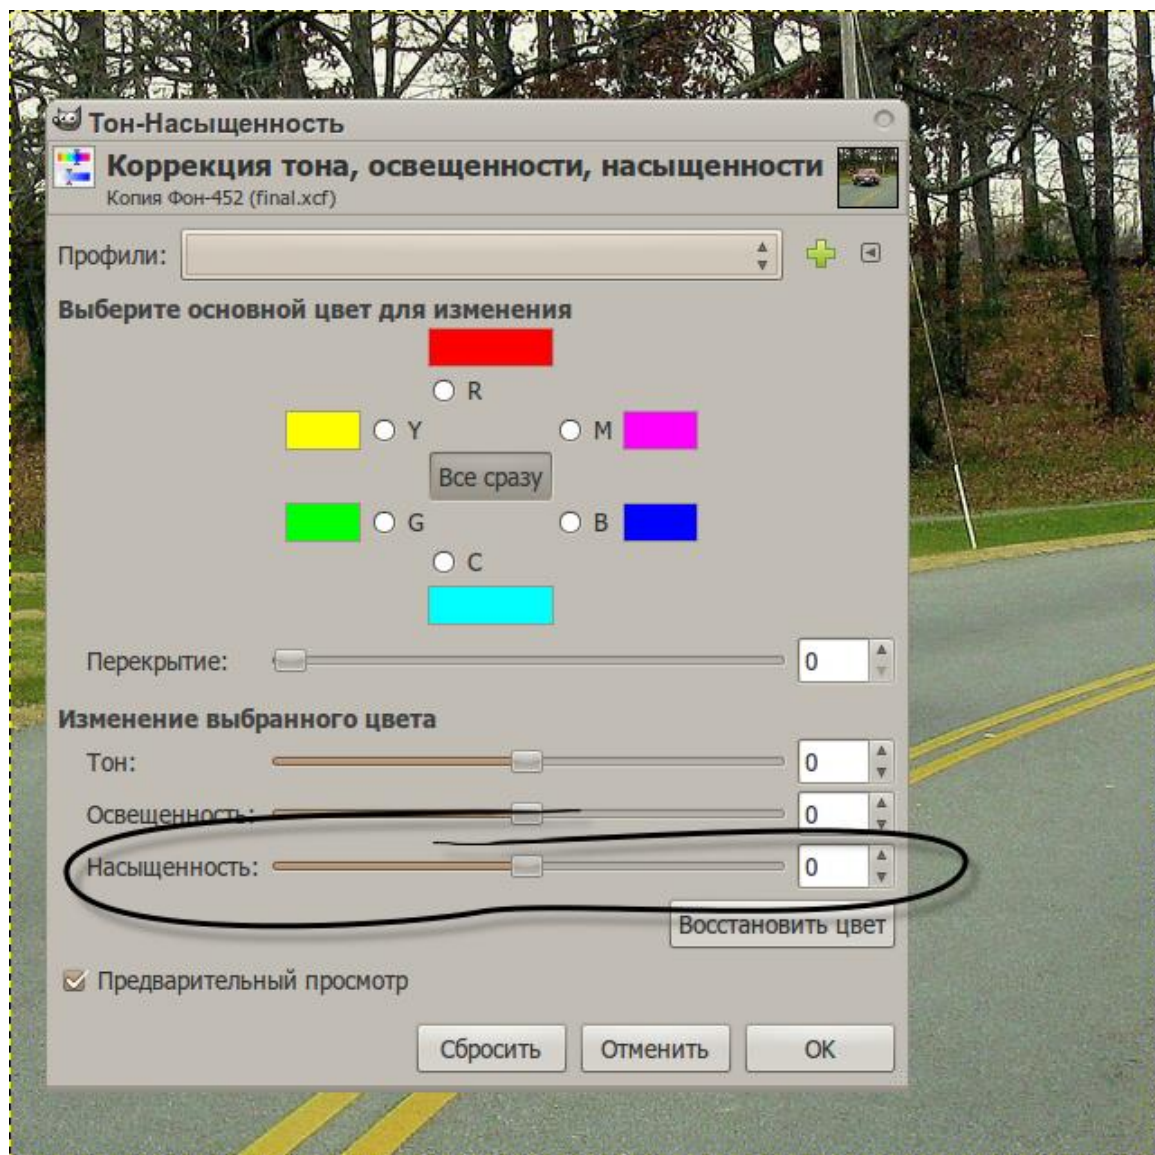 Тон-Насыщенность
Коррекция тона, освещенности, насыщенности
Копия Фон-452 (final.xcf)
Профили:
Выберите основной цвет для изменения
R
Y M
Все сразу
G B
C
Перекрытие: 0
Изменение выбранного цвета
Тон: 0
Освещенность: 0
Насыщенность: 0
Восстановить цвет
Предварительный просмотр
Сбросить Отменить OK